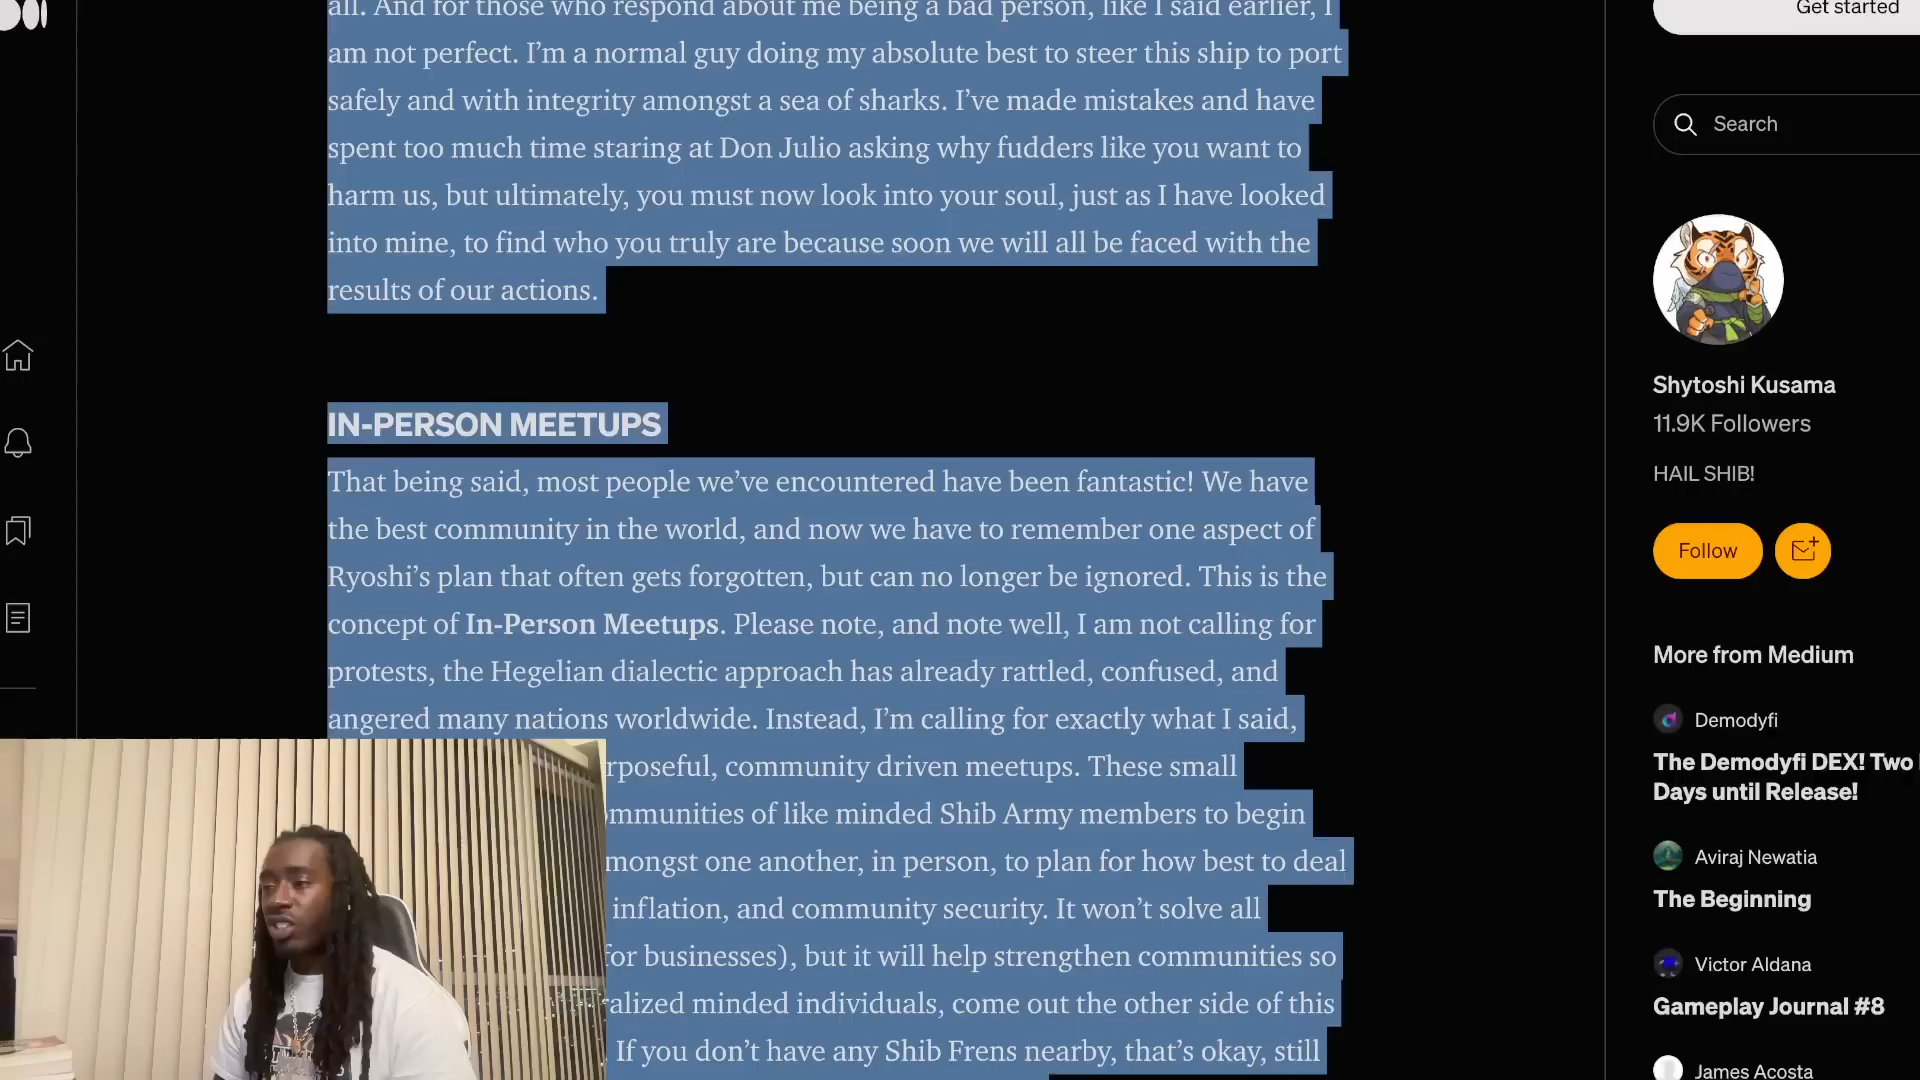 all. And for those who respond about me being a bad person, like I said earlier, I
am not perfect. I’m a normal guy doing my absolute best to steer this ship to port
safely and with integrity amongst a sea of sharks. I’ve made mistakes and have
spent too much time staring at Don Julio asking why fudders like you want to
harm us, but ultimately, you must now look into your soul, just as I have looked
into mine, to find who you truly are because soon we will all be faced with the
results of our actions.
IN-PERSON MEETUPS
That being said, most people we’ve encountered have been fantastic! We have
the best community in the world, and now we have to remember one aspect of
Ryoshi’s plan that often gets forgotten, but can no longer be ignored. This is the
concept of In-Person Meetups. Please note, and note well, I am not calling for
protests, the Hegelian dialectic approach has already rattled, confused, and
angered many nations worldwide. Instead, I’m calling for exactly what I said,
rposeful, community driven meetups. These small
mmunities of like minded Shib Army members to begin
mongst one another, in person, to plan for how best to deal
inflation, and community security. It won’t solve all
for businesses), but it will help strengthen communities so
alized minded individuals, come out the other side of this
. If you don’t have any Shib Frens nearby, that’s okay, still
Get started
Search
Shytoshi Kusama
11.9K Followers
HAIL SHIB!
Follow
More from Medium
Demodyfi
The Demodyfi DEX! Two
Days until Release!
Aviraj Newatia
The Beginning
Victor Aldana
Gameplay Journal #8
James Acosta